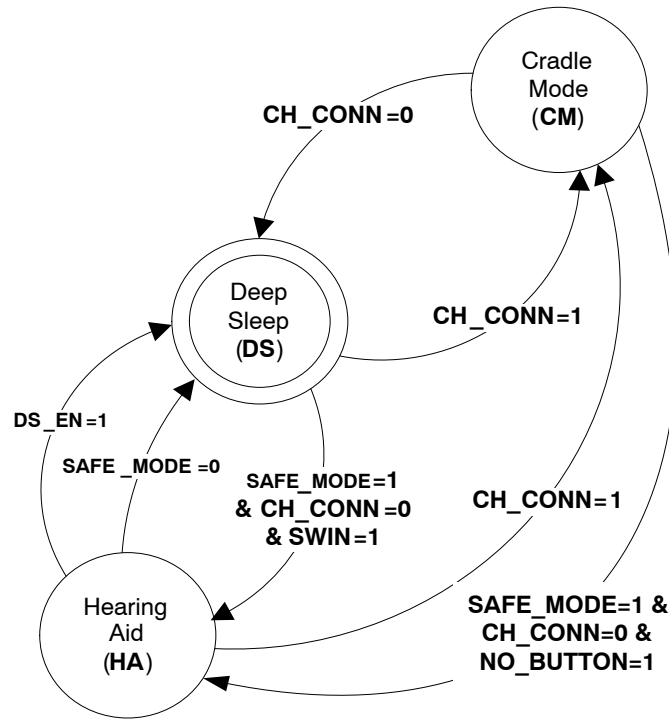 Cradle
Mode
(CM)
CH_CONN=0
Deep
Sleep
(DS)
CH_CONN=1
DS_EN=1
SAFE_MODE=0
SAFE_MODE=1
& CH_CONN=0
& SWIN=1
CH_CONN=1
Hearing
Aid
(HA)
SAFE_MODE=1 &
CH_CONN=0 &
NO_BUTTON=1